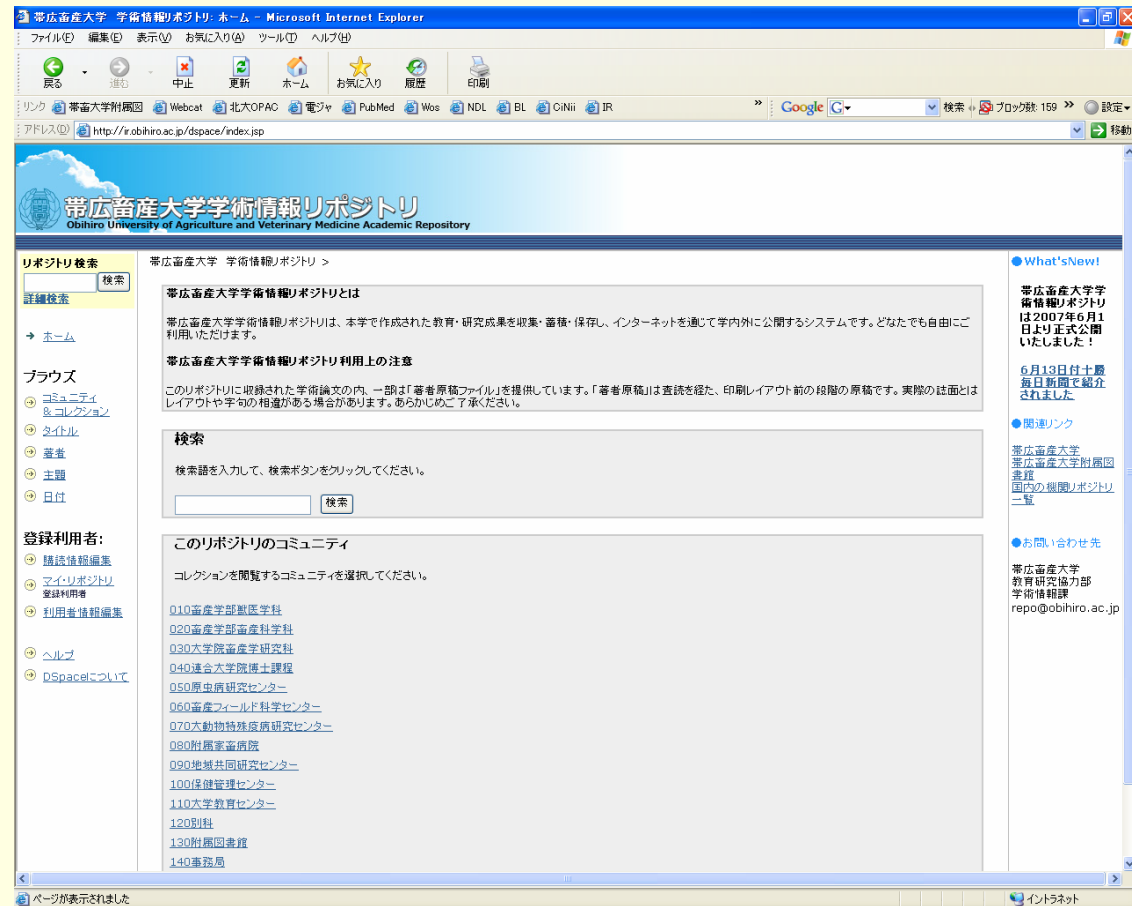 帯広畜産大学 学術情報リポジトリ: ホーム - Microsoft Internet Explorer
ファイル(F) 編集(E) 表示(V) お気に入り(A) ツール(T) ヘルプ(H)
戻る 進む 中止 更新 ホーム お気に入り 履歴 印刷
リンク 帯畜大学附属図 Webcat 北大OPAC 電ジャ PubMed Wos NDL BL CiNii IR » Google G 検索 ブロック数: 159 » 設定
アドレス(D) http://ir.obihiro.ac.jp/dspace/index.jsp 移動
帯広畜産大学学術情報リポジトリ
Obihiro University of Agriculture and Veterinary Medicine Academic Repository
リポジトリ検索
検索
詳細検索
ホーム
ブラウズ
コミュニティ
& コレクション
タイトル
著者
主題
日付
登録利用者:
購読情報編集
マイ・リポジトリ
登録利用者
利用者情報編集
ヘルプ
DSpaceについて
帯広畜産大学 学術情報リポジトリ >
帯広畜産大学学術情報リポジトリとは
帯広畜産大学学術情報リポジトリは、本学で作成された教育・研究成果を収集・蓄積・保存し、インターネットを通じて学内外に公開するシステムです。どなたでも自由にご
利用いただけます。
帯広畜産大学学術情報リポジトリ利用上の注意
このリポジトリに収録された学術論文の内、一部は「著者原稿ファイル」を提供しています。「著者原稿」は査読を経た、印刷レイアウト前の段階の原稿です。実際の誌面とは
レイアウトや字句の相違がある場合があります。あらかじめご了承ください。
検索
検索語を入力して、検索ボタンをクリックしてください。
検索
このリポジトリのコミュニティ
コレクションを閲覧するコミュニティを選択してください。
010畜産学部獣医学科
020畜産学部畜産科学科
030大学院畜産学研究科
040連合大学院博士課程
050原虫病研究センター
060畜産フィールド科学センター
070大動物特殊疾病研究センター
080附属家畜病院
090地域共同研究センター
100保健管理センター
110大学教育センター
120別科
130附属図書館
140事務局
●What'sNew!
帯広畜産大学学
術情報リポジトリ
は2007年6月1
日より正式公開
いたしました！
6月13日付十勝
毎日新聞で紹介
されました
●関連リンク
帯広畜産大学
帯広畜産大学附属図
書館
国内の機関リポジトリ
一覧
●お問い合わせ先
帯広畜産大学
教育研究協力部
学術情報課
repo@obihiro.ac.jp
ページが表示されました イントラネット